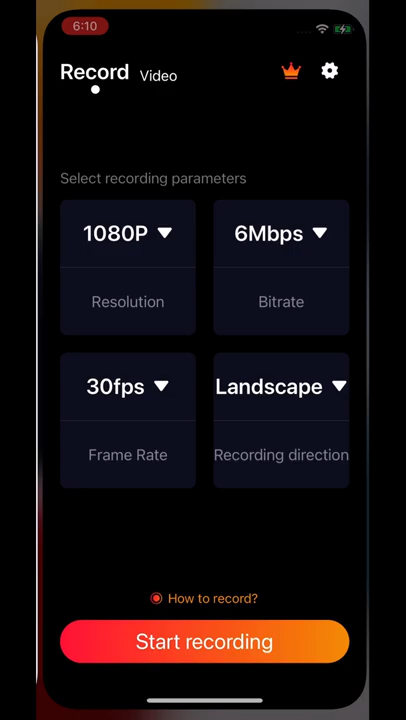 6:10
Record Video
Select recording parameters
1080P 6Mbps
Resolution Bitrate
30fps Landscape
Frame Rate Recording direction
How to record?
Start recording